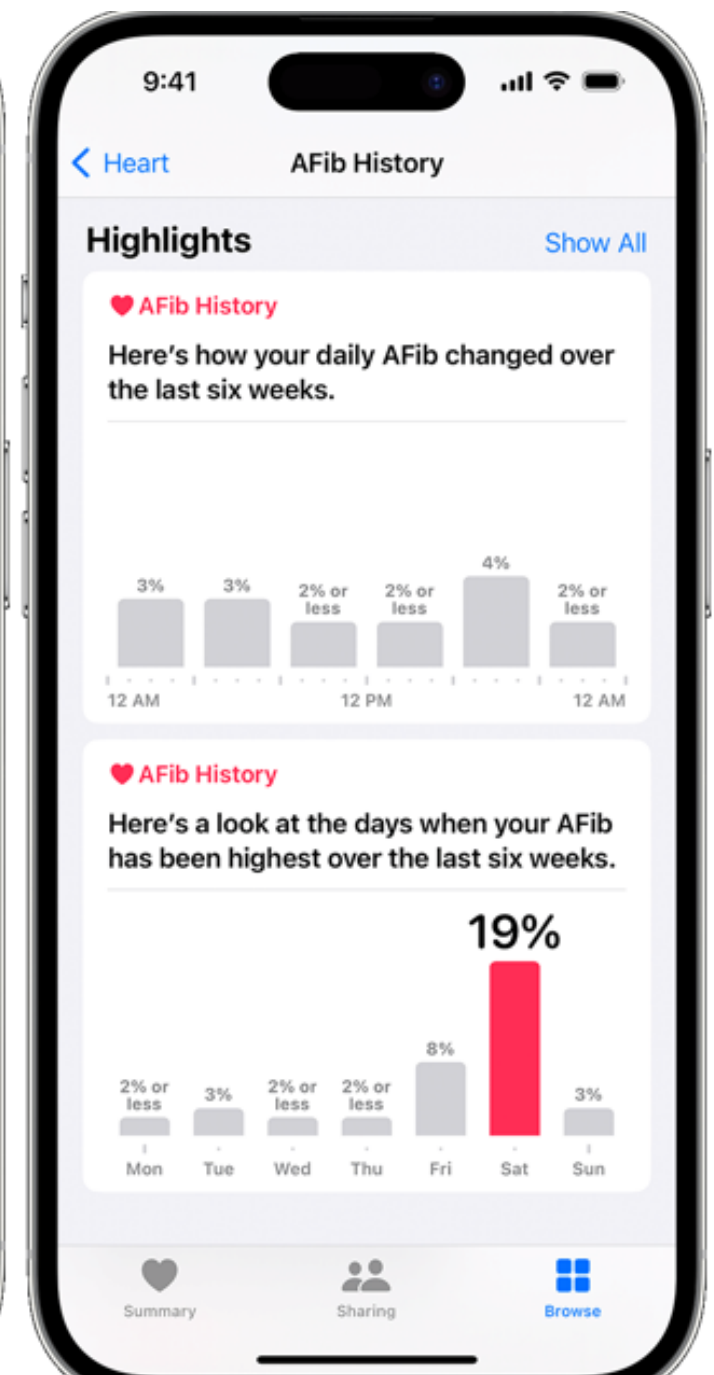 9:41
Heart
AFib History
Highlights
Show All
AFib History
Here's how your daily AFib changed over
the last six weeks.
3%
3%
2% or
less
2% or
less
4%
2% or
less
12 AM
12 PM
12 AM
AFib History
Here's a look at the days when your AFib
has been highest over the last six weeks.
19%
2% or
less
3%
2% or
less
2% or
less
8%
3%
Mon
Tue
Wed
Thu
Fri
Sat
Sun
Summary
Sharing
Browse